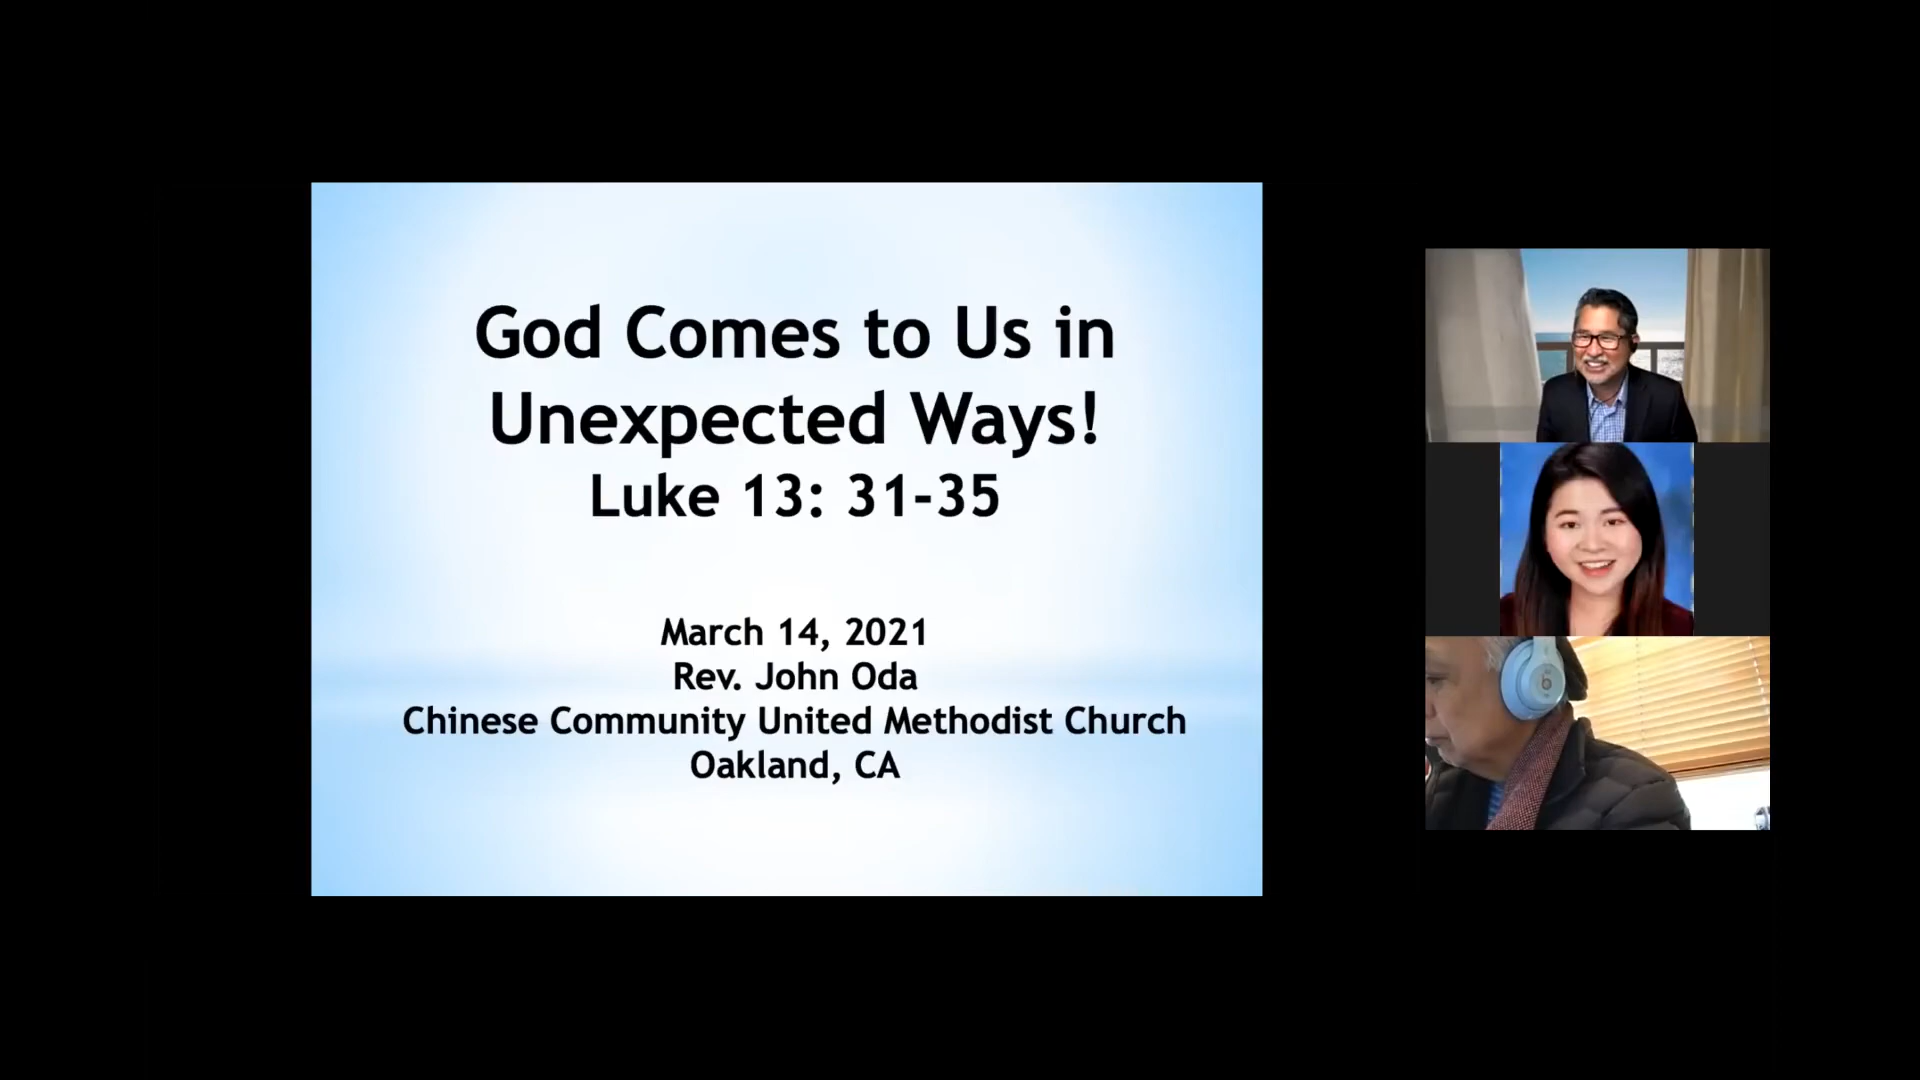 God Comes to Us in
Unexpected Ways!
Luke 13: 31-35
March 14, 2021
Rev. John Oda
Chinese Community United Methodist Church
Oakland, CA
b